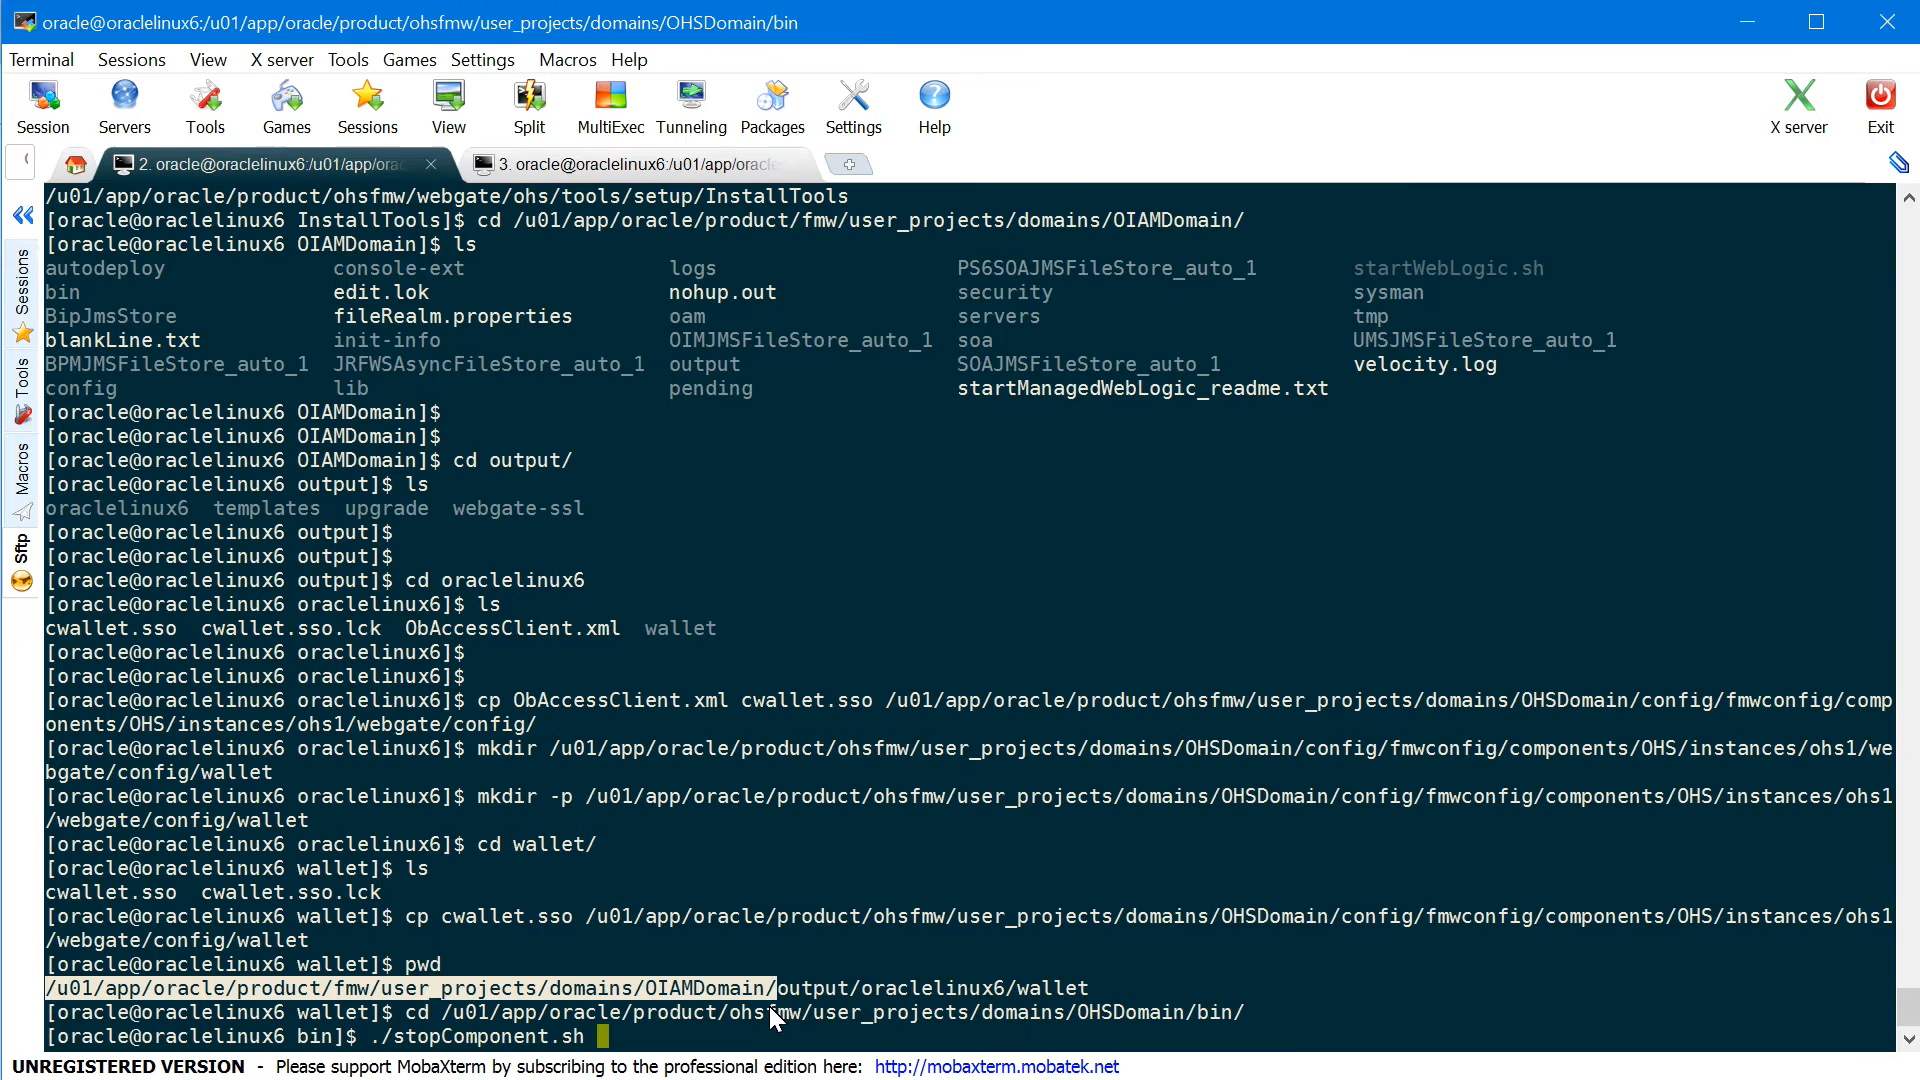 oracle@oraclelinux6:/u01/app/oracle/product/ohsfmw/user_projects/domains/OHSDomain/bin
Terminal Sessions View X server Tools Games Settings Macros Help
Session Servers Tools Games Sessions View Split MultiExec Tunneling Packages Settings Help X server Exit
2. oracle@oraclelinux6:/u01/app/ora 3. oracle@oraclelinux6:/u01/app/oracle
Sessions
Tools
Macros
Sftp
/u01/app/oracle/product/ohsfmw/webgate/ohs/tools/setup/InstallTools
[oracle@oraclelinux6 InstallTools]$ cd /u01/app/oracle/product/fmw/user_projects/domains/OIAMDomain/
[oracle@oraclelinux6 OIAMDomain]$ ls
autodeploy console-ext logs PS6SOAJMSFileStore_auto_1 startWebLogic.sh
bin edit.lok nohup.out security sysman
BipJmsStore fileRealm.properties oam servers tmp
blankLine.txt init-info OIMJMSFileStore_auto_1 soa UMSJMSFileStore_auto_1
BPMJMSFileStore_auto_1 JRFWSAsyncFileStore_auto_1 output SOAJMSFileStore_auto_1 velocity.log
config lib pending startManagedWebLogic_readme.txt
[oracle@oraclelinux6 OIAMDomain]$
[oracle@oraclelinux6 OIAMDomain]$
[oracle@oraclelinux6 OIAMDomain]$ cd output/
[oracle@oraclelinux6 output]$ ls
oraclelinux6 templates upgrade webgate-ssl
[oracle@oraclelinux6 output]$
[oracle@oraclelinux6 output]$
[oracle@oraclelinux6 output]$ cd oraclelinux6
[oracle@oraclelinux6 oraclelinux6]$ ls
cwallet.sso cwallet.sso.lck ObAccessClient.xml wallet
[oracle@oraclelinux6 oraclelinux6]$
[oracle@oraclelinux6 oraclelinux6]$
[oracle@oraclelinux6 oraclelinux6]$ cp ObAccessClient.xml cwallet.sso /u01/app/oracle/product/ohsfmw/user_projects/domains/OHSDomain/config/fmwconfig/comp
onents/OHS/instances/ohs1/webgate/config/
[oracle@oraclelinux6 oraclelinux6]$ mkdir /u01/app/oracle/product/ohsfmw/user_projects/domains/OHSDomain/config/fmwconfig/components/OHS/instances/ohs1/we
bgate/config/wallet
[oracle@oraclelinux6 oraclelinux6]$ mkdir -p /u01/app/oracle/product/ohsfmw/user_projects/domains/OHSDomain/config/fmwconfig/components/OHS/instances/ohs1
/webgate/config/wallet
[oracle@oraclelinux6 oraclelinux6]$ cd wallet/
[oracle@oraclelinux6 wallet]$ ls
cwallet.sso cwallet.sso.lck
[oracle@oraclelinux6 wallet]$ cp cwallet.sso /u01/app/oracle/product/ohsfmw/user_projects/domains/OHSDomain/config/fmwconfig/components/OHS/instances/ohs1
/webgate/config/wallet
[oracle@oraclelinux6 wallet]$ pwd
/u01/app/oracle/product/fmw/user_projects/domains/OIAMDomain/output/oraclelinux6/wallet
[oracle@oraclelinux6 wallet]$ cd /u01/app/oracle/product/ohsfmw/user_projects/domains/OHSDomain/bin/
[oracle@oraclelinux6 bin]$ ./stopComponent.sh
UNREGISTERED VERSION - Please support MobaXterm by subscribing to the professional edition here: http://mobaxterm.mobatek.net